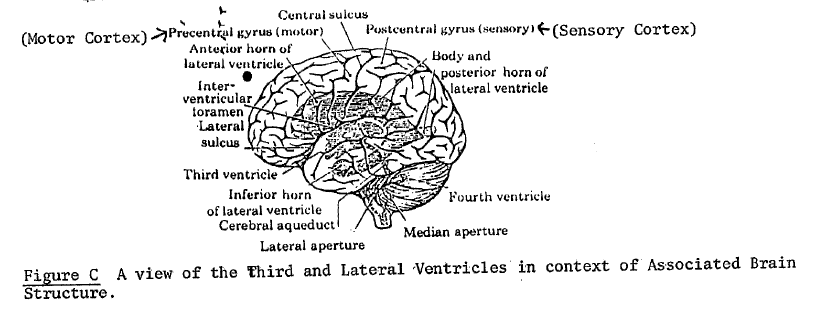 Central sulcus
(Motor Cortex) Precentral gyrus (motor) Postcentral gyrus (sensory) (Sensory Cortex)
Anterior horn of
lateral ventricle
Body and
posterior horn of
lateral ventricle
Inter-
ventricular
foramen
Lateral
sulcus
Third ventricle
Inferior horn
of lateral ventricle
Cerebral aqueduct
Lateral aperture
Fourth ventricle
Median aperture
Figure C A view of the Third and Lateral Ventricles in context of Associated Brain
Structure.